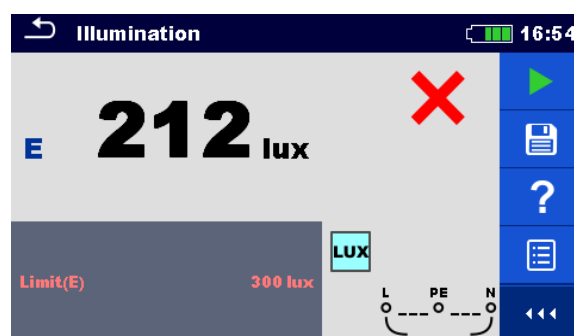 Illumination 16:54
E 212 lux
?
LUX
Limit(E) 300 lux
L PE N